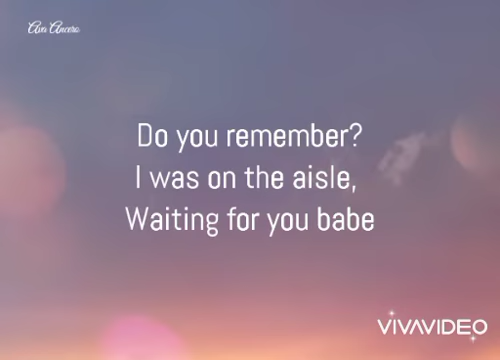 Ava Ancero
Do you remember?
I was on the aisle,
Waiting for you babe
VIVAVIDEO